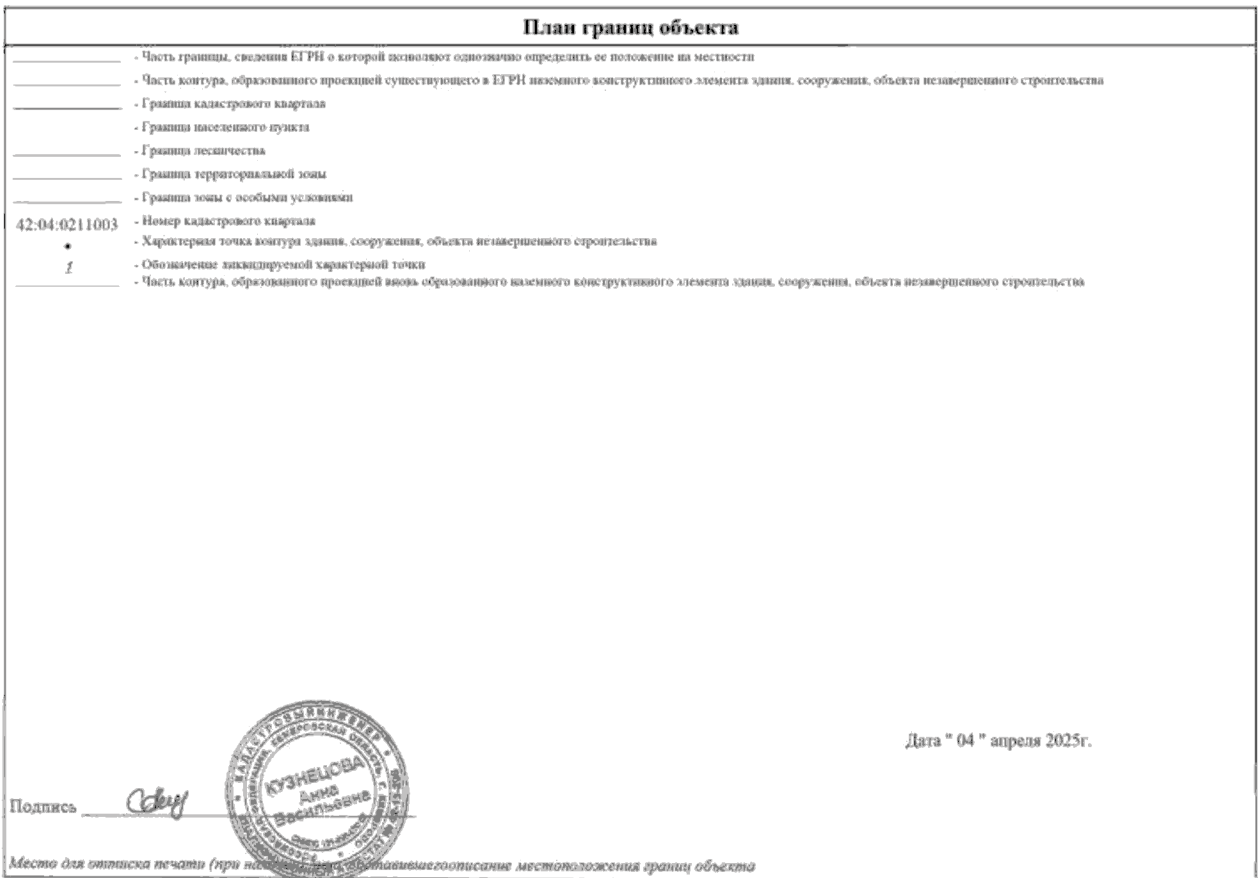 План границ объекта
- Часть границы, сведения ЕГРН о которой позволяют однозначно определить ее положение на местности
- Часть контура, образованного проекцией существующего в ЕГРН наземного конструктивного элемента здания, сооружения, объекта незавершенного строительства
- Граница кадастрового квартала
- Граница населенного пункта
- Граница лесничества
- Граница территориальной зоны
- Граница зоны с особыми условиями
42:04:0211003 - Номер кадастрового квартала
- Характерная точка контура здания, сооружения, объекта незавершенного строительства
1 - Обозначение ликвидируемой характерной точки
- Часть контура, образованного проекцией вновь образованного наземного конструктивного элемента здания, сооружения, объекта незавершенного строительства
Дата " 04 " апреля 2025г.
КАДАСТРОВЫЙ ИНЖЕНЕР
КЕМЕРОВСКАЯ ОБЛАСТЬ, Г.
КУЗНЕЦОВА
Анна
Васильевна
Подпись
Место для оттиска печати (при описание местоположения границ объекта